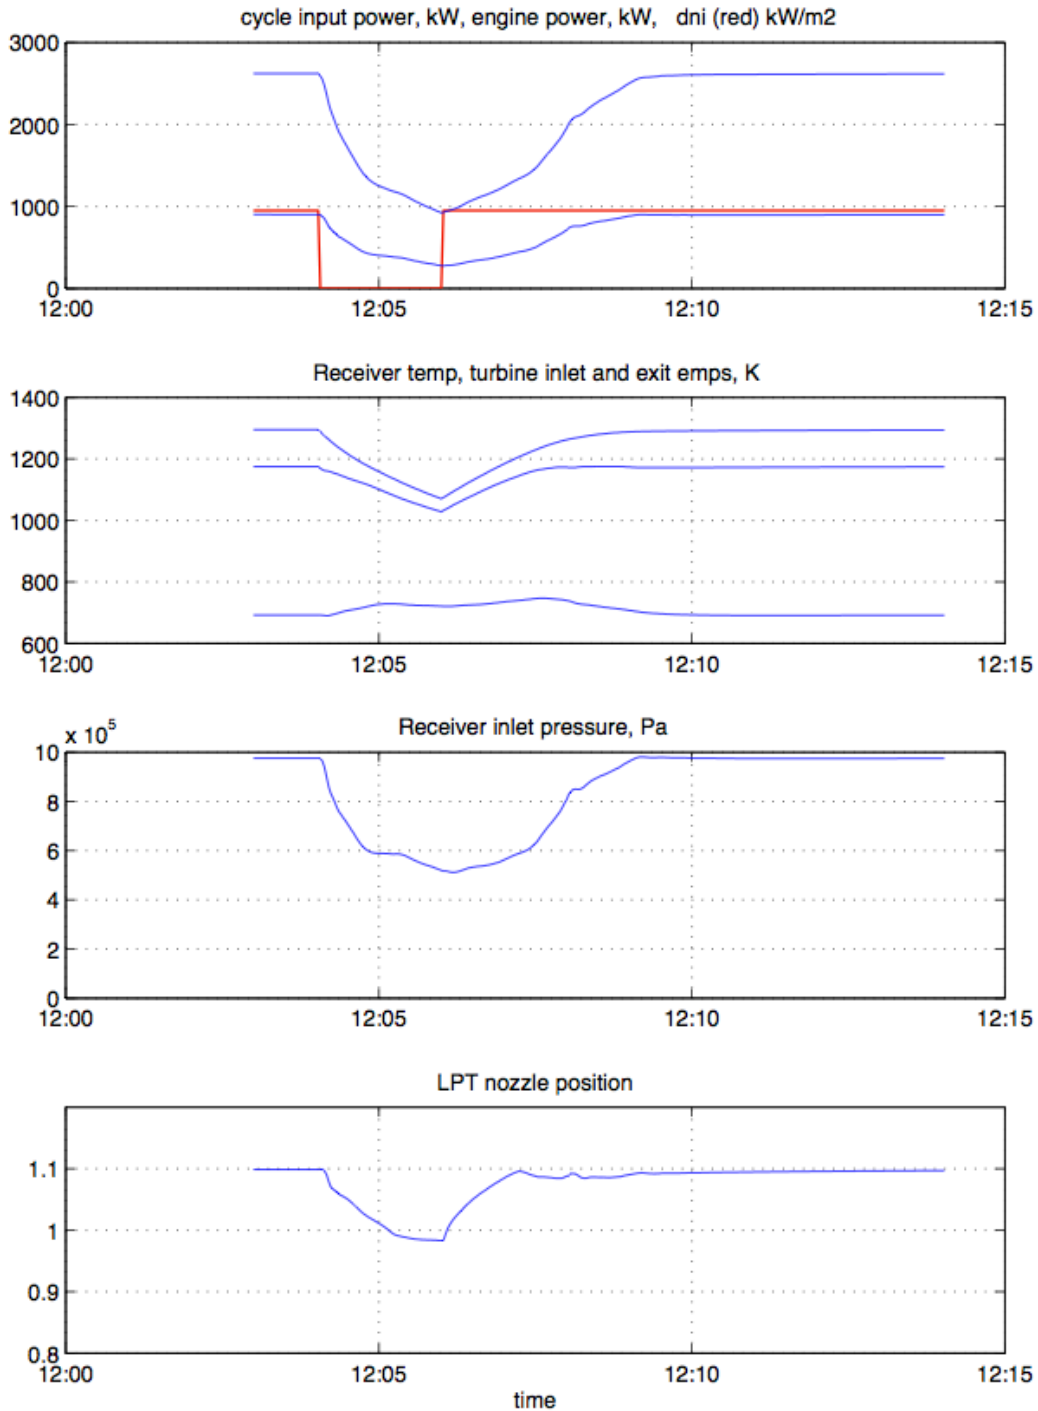 cycle input power, kW, engine power, kW, dni (red) kW/m2
3000
2000
1000
0
12:00 12:05 12:10 12:15
Receiver temp, turbine inlet and exit emps, K
1400
1200
1000
800
600
12:00 12:05 12:10 12:15
x 10^5 Receiver inlet pressure, Pa
10
8
6
4
2
0
12:00 12:05 12:10 12:15
LPT nozzle position
1.1
1
0.9
0.8
12:00 12:05 12:10 12:15
time